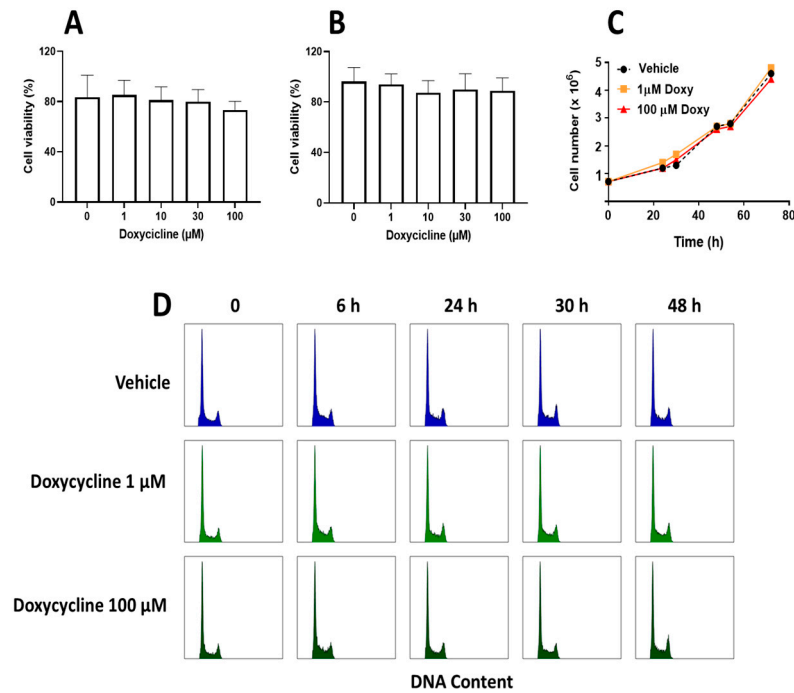 A
Cell viability (%)
120
80
40
0
0 1 10 30 100
Doxycicline (µM)
B
Cell viability (%)
120
80
40
0
0 1 10 30 100
Doxycicline (µM)
C
Cell number (x 10⁶)
5
4
3
2
1
0 20 40 60 80
Time (h)
Vehicle
1µM Doxy
100 µM Doxy
D
0 6 h 24 h 30 h 48 h
Vehicle
Doxycycline 1 µM
Doxycycline 100 µM
DNA Content